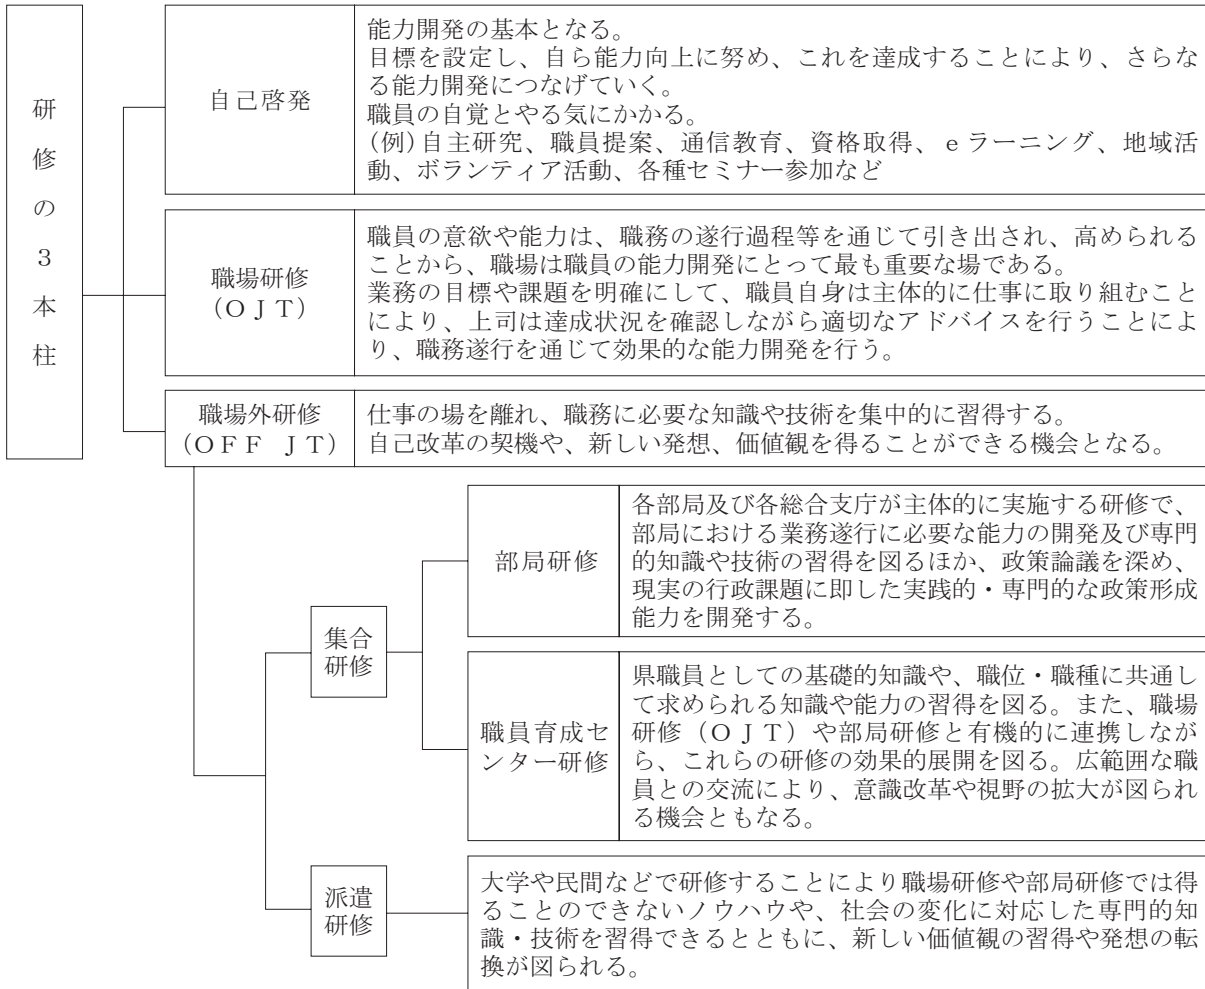 研修の3本柱
自己啓発
能力開発の基本となる。
目標を設定し、自ら能力向上に努め、これを達成することにより、さらな
る能力開発につなげていく。
職員の自覚とやる気にかかる。
(例)自主研究、職員提案、通信教育、資格取得、eラーニング、地域活
動、ボランティア活動、各種セミナー参加など
職場研修
(OJT)
職員の意欲や能力は、職務の遂行過程等を通じて引き出され、高められる
ことから、職場は職員の能力開発にとって最も重要な場である。
業務の目標や課題を明確にして、職員自身は主体的に仕事に取り組むこと
により、上司は達成状況を確認しながら適切なアドバイスを行うことによ
り、職務遂行を通じて効果的な能力開発を行う。
職場外研修
(OFF JT)
仕事の場を離れ、職務に必要な知識や技術を集中的に習得する。
自己改革の契機や、新しい発想、価値観を得ることができる機会となる。
集合
研修
部局研修
各部局及び各総合支庁が主体的に実施する研修で、
部局における業務遂行に必要な能力の開発及び専門
的知識や技術の習得を図るほか、政策論議を深め、
現実の行政課題に即した実践的・専門的な政策形成
能力を開発する。
職員育成セ
ンター研修
県職員としての基礎的知識や、職位・職種に共通し
て求められる知識や能力の習得を図る。また、職場
研修(OJT)や部局研修と有機的に連携しなが
ら、これらの研修の効果的展開を図る。広範囲な職
員との交流により、意識改革や視野の拡大が図られ
る機会ともなる。
派遣
研修
大学や民間などで研修することにより職場研修や部局研修では得
ることのできないノウハウや、社会の変化に対応した専門的知
識・技術を習得できるとともに、新しい価値観の習得や発想の転
換が図られる。